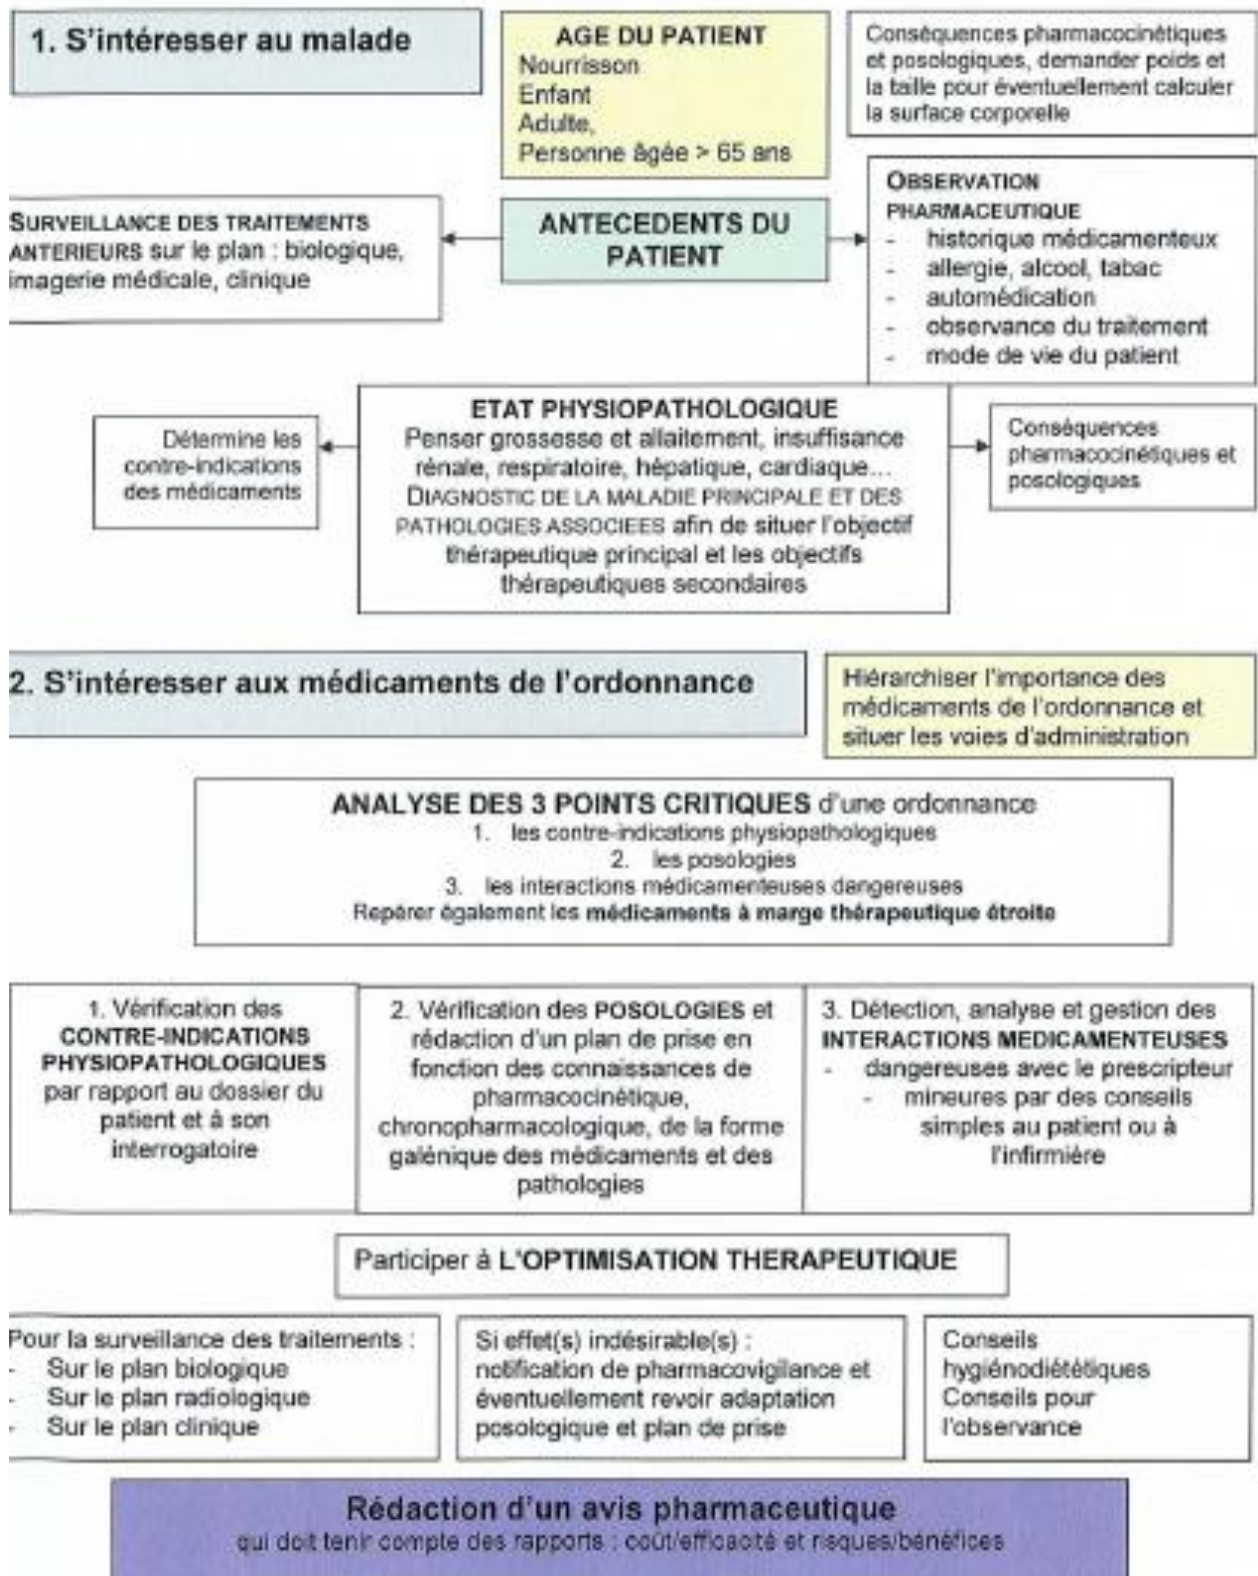 1. S'intéresser au malade
AGE DU PATIENT
Nourrisson
Enfant
Adulte,
Personne âgée > 65 ans
Conséquences pharmacocinétiques
et posologiques, demander poids et
la taille pour éventuellement calculer
la surface corporelle
SURVEILLANCE DES TRAITEMENTS
ANTERIEURS sur le plan : biologique,
imagerie médicale, clinique
ANTECEDENTS DU
PATIENT
OBSERVATION
PHARMACEUTIQUE
- historique médicamenteux
- allergie, alcool, tabac
- automédication
- observance du traitement
- mode de vie du patient
Détermine les
contre-indications
des médicaments
ETAT PHYSIOPATHOLOGIQUE
Penser grossesse et allaitement, insuffisance
rénale, respiratoire, hépatique, cardiaque...
DIAGNOSTIC DE LA MALADIE PRINCIPALE ET DES
PATHOLOGIES ASSOCIEES afin de situer l'objectif
thérapeutique principal et les objectifs
thérapeutiques secondaires
Conséquences
pharmacocinétiques et
posologiques
2. S'intéresser aux médicaments de l'ordonnance
Hiérarchiser l'importance des
médicaments de l'ordonnance et
situer les voies d'administration
ANALYSE DES 3 POINTS CRITIQUES d'une ordonnance
1. les contre-indications physiopathologiques
2. les posologies
3. les interactions médicamenteuses dangereuses
Repérer également les médicaments à marge thérapeutique étroite
1. Vérification des
CONTRE-INDICATIONS
PHYSIOPATHOLOGIQUES
par rapport au dossier du
patient et à son
interrogatoire
2. Vérification des POSOLOGIES et
rédaction d'un plan de prise en
fonction des connaissances de
pharmacocinétique,
chronopharmacologique, de la forme
galénique des médicaments et des
pathologies
3. Détection, analyse et gestion des
INTERACTIONS MEDICAMENTEUSES
- dangereuses avec le prescripteur
- mineures par des conseils
simples au patient ou à
l'infirmière
Participer à L'OPTIMISATION THERAPEUTIQUE
Pour la surveillance des traitements :
- Sur le plan biologique
- Sur le plan radiologique
- Sur le plan clinique
Si effet(s) indésirable(s) :
notification de pharmacovigilance et
éventuellement revoir adaptation
posologique et plan de prise
Conseils
hygiénodiététiques
Conseils pour
l'observance
Rédaction d'un avis pharmaceutique
qui doit tenir compte des rapports : coût/efficacité et risques/bénéfices